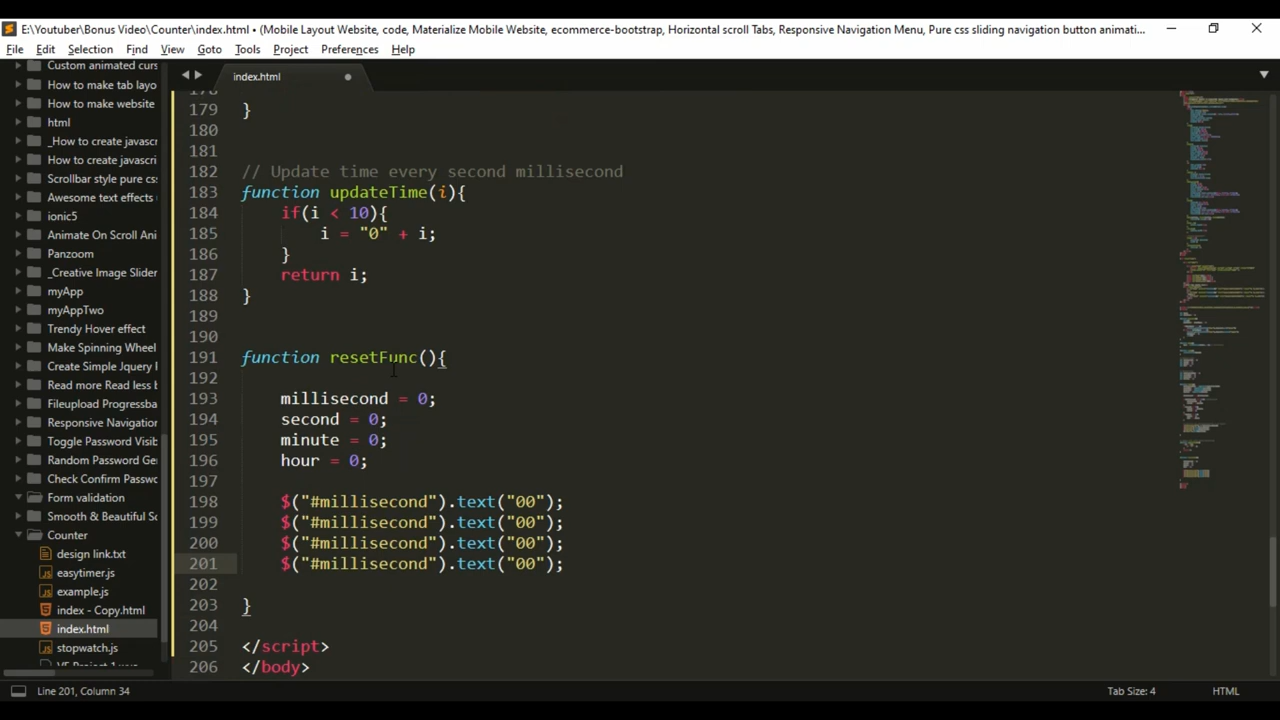 E:\Youtuber\Bonus Video\Counter\index.html • (Mobile Layout Website, code, Materialize Mobile Website, ecommerce-bootstrap, Horizontal scroll Tabs, Responsive Navigation Menu, Pure css sliding navigation button animati...
File Edit Selection Find View Goto Tools Project Preferences Help
Custom animated curs
How to make tab layo
How to make website
html
_How to create javasc
How to create javascri
Scrollbar style pure cs
Awesome text effects
ionic5
Animate On Scroll Ani
Panzoom
_Creative Image Slider
myApp
myAppTwo
Trendy Hover effect
Make Spinning Wheel
Create Simple Jquery
Read more Read less b
Fileupload Progressba
Responsive Navigation
Toggle Password Visib
Random Password Ge
Check Confirm Passwo
Form validation
Smooth & Beautiful Sc
Counter
design link.txt
easytimer.js
example.js
index - Copy.html
index.html
stopwatch.js
index.html
178
179 }
180
181
182 // Update time every second millisecond
183 function updateTime(i){
184 if(i < 10){
185 i = "0" + i;
186 }
187 return i;
188 }
189
190
191 function resetFunc(){
192
193 millisecond = 0;
194 second = 0;
195 minute = 0;
196 hour = 0;
197
198 $("#millisecond").text("00");
199 $("#millisecond").text("00");
200 $("#millisecond").text("00");
201 $("#millisecond").text("00");
202
203 }
204
205 </script>
206 </body>
Line 201, Column 34
Tab Size: 4
HTML